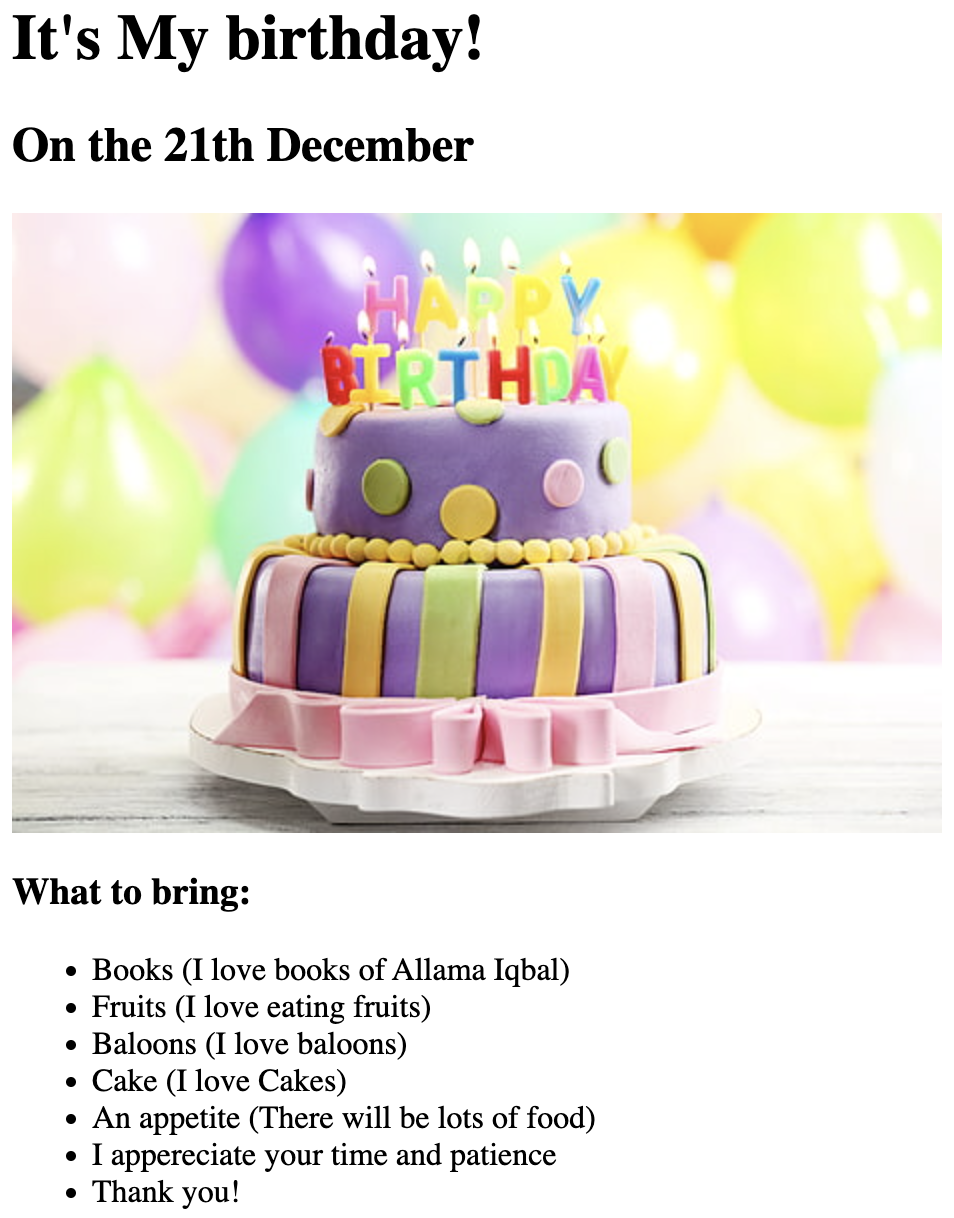 It's My birthday!
On the 21th December
HAPPY
BIRTHDAY
What to bring:
Books (I love books of Allama Iqbal)
Fruits (I love eating fruits)
Baloons (I love baloons)
Cake (I love Cakes)
An appetite (There will be lots of food)
I appereciate your time and patience
Thank you!